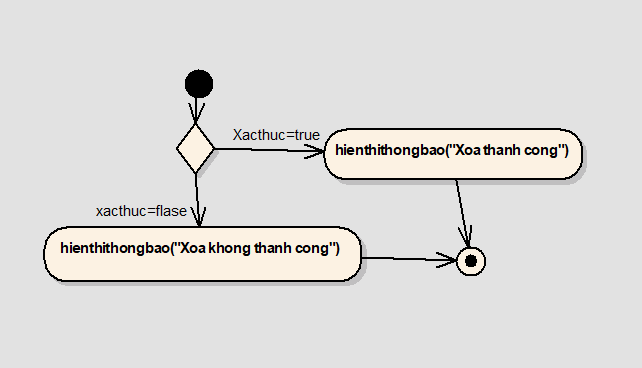 Xacthuc=true
hienthithongbao("Xoa thanh cong")
xacthuc=flase
hienthithongbao("Xoa khong thanh cong")